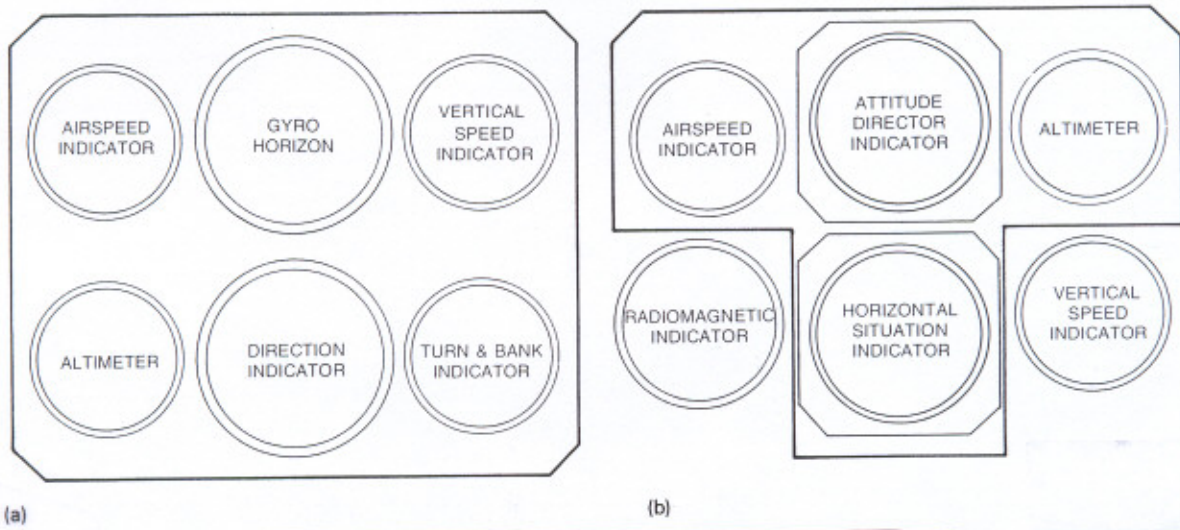 AIRSPEED
INDICATOR
GYRO
HORIZON
VERTICAL
SPEED
INDICATOR
ALTIMETER
DIRECTION
INDICATOR
TURN & BANK
INDICATOR
(a)
AIRSPEED
INDICATOR
ATTITUDE
DIRECTOR
INDICATOR
ALTIMETER
RADIOMAGNETIC
INDICATOR
HORIZONTAL
SITUATION
INDICATOR
VERTICAL
SPEED
INDICATOR
(b)